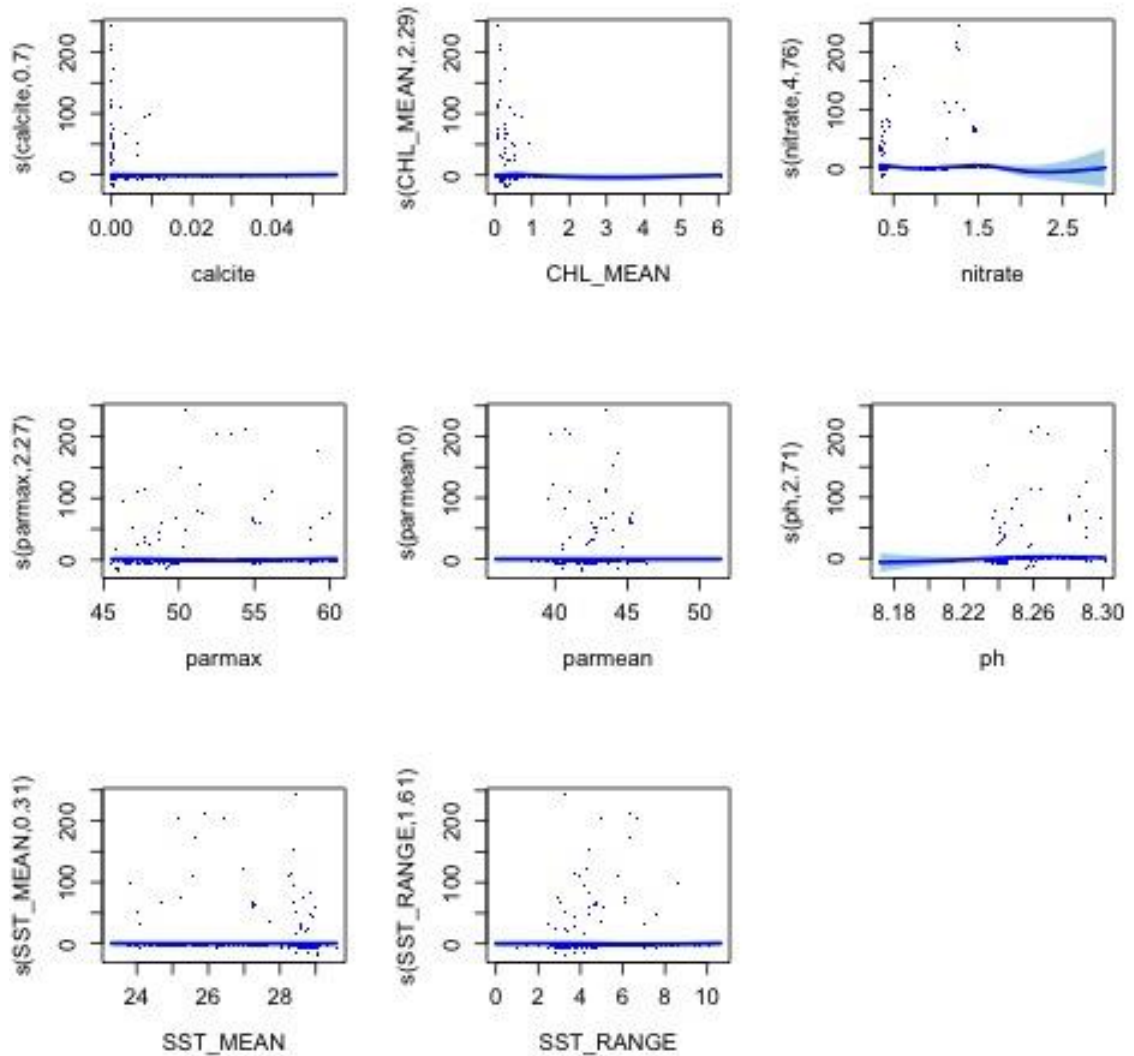 s(calcite,0.7)
0 100 200
0.00 0.02 0.04
calcite
s(CHL_MEAN,2.29)
0 100 200
0 1 2 3 4 5 6
CHL_MEAN
s(nitrate,4.76)
0 100 200
0.5 1.5 2.5
nitrate
s(parmax,2.27)
0 100 200
45 50 55 60
parmax
s(parmean,0)
0 100 200
40 45 50
parmean
s(ph,2.71)
0 100 200
8.18 8.22 8.26 8.30
ph
s(SST_MEAN,0.31)
0 100 200
24 26 28
SST_MEAN
s(SST_RANGE,1.61)
0 100 200
0 2 4 6 8 10
SST_RANGE